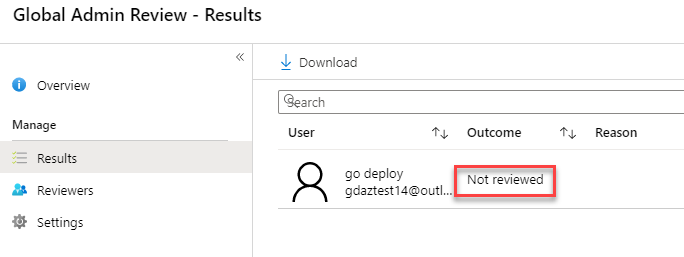 Global Admin Review - Results
«
Overview
Manage
Results
Reviewers
Settings
Download
Search
User Outcome Reason
go deploy
gdaztest14@outl...
Not reviewed